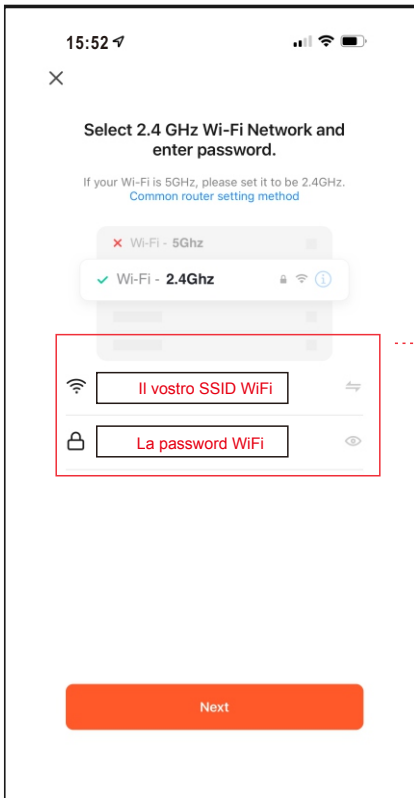 15:52
Select 2.4 GHz Wi-Fi Network and
enter password.
If your Wi-Fi is 5GHz, please set it to be 2.4GHz.
Common router setting method
Wi-Fi - 5Ghz
Wi-Fi - 2.4Ghz
Il vostro SSID WiFi
La password WiFi
Next